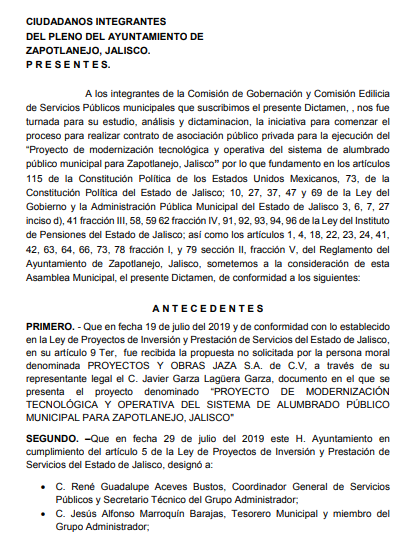 CIUDADANOS INTEGRANTES
DEL PLENO DEL AYUNTAMIENTO DE
ZAPOTLANEJO, JALISCO.
P R E S E N T E S.
A los integrantes de la Comisión de Gobernación y Comisión Edilicia
de Servicios Públicos municipales que suscribimos el presente Dictamen, , nos fue
turnada para su estudio, análisis y dictaminacion, la iniciativa para comenzar el
proceso para realizar contrato de asociación público privada para la ejecución del
“Proyecto de modernización tecnológica y operativa del sistema de alumbrado
público municipal para Zapotlanejo, Jalisco” por lo que fundamento en los artículos
115 de la Constitución Política de los Estados Unidos Mexicanos, 73, de la
Constitución Política del Estado de Jalisco; 10, 27, 37, 47 y 69 de la Ley del
Gobierno y la Administración Pública Municipal del Estado de Jalisco 3, 6, 7, 27
inciso d), 41 fracción III, 58, 59 62 fracción IV, 91, 92, 93, 94, 96 de la Ley del Instituto
de Pensiones del Estado de Jalisco; así como los artículos 1, 4, 18, 22, 23, 24, 41,
42, 63, 64, 66, 73, 78 fracción I, y 79 sección II, fracción V, del Reglamento del
Ayuntamiento de Zapotlanejo, Jalisco, sometemos a la consideración de esta
Asamblea Municipal, el presente Dictamen, de conformidad a los siguientes:
A N T E C E D E N T E S
PRIMERO. - Que en fecha 19 de julio del 2019 y de conformidad con lo establecido
en la Ley de Proyectos de Inversión y Prestación de Servicios del Estado de Jalisco,
en su artículo 9 Ter, fue recibida la propuesta no solicitada por la persona moral
denominada PROYECTOS Y OBRAS JAZA S.A. de C.V, a través de su
representante legal el C. Javier Garza Lagüera Garza, documento en el que se
presenta el proyecto denominado “PROYECTO DE MODERNIZACIÓN
TECNOLÓGICA Y OPERATIVA DEL SISTEMA DE ALUMBRADO PÚBLICO
MUNICIPAL PARA ZAPOTLANEJO, JALISCO"
SEGUNDO. –Que en fecha 29 de julio del 2019 este H. Ayuntamiento en
cumplimiento del artículo 5 de la Ley de Proyectos de Inversión y Prestación de
Servicios del Estado de Jalisco, designó a:
• C. René Guadalupe Aceves Bustos, Coordinador General de Servicios
Públicos y Secretario Técnico del Grupo Administrador;
• C. Jesús Alfonso Marroquín Barajas, Tesorero Municipal y miembro del
Grupo Administrador;